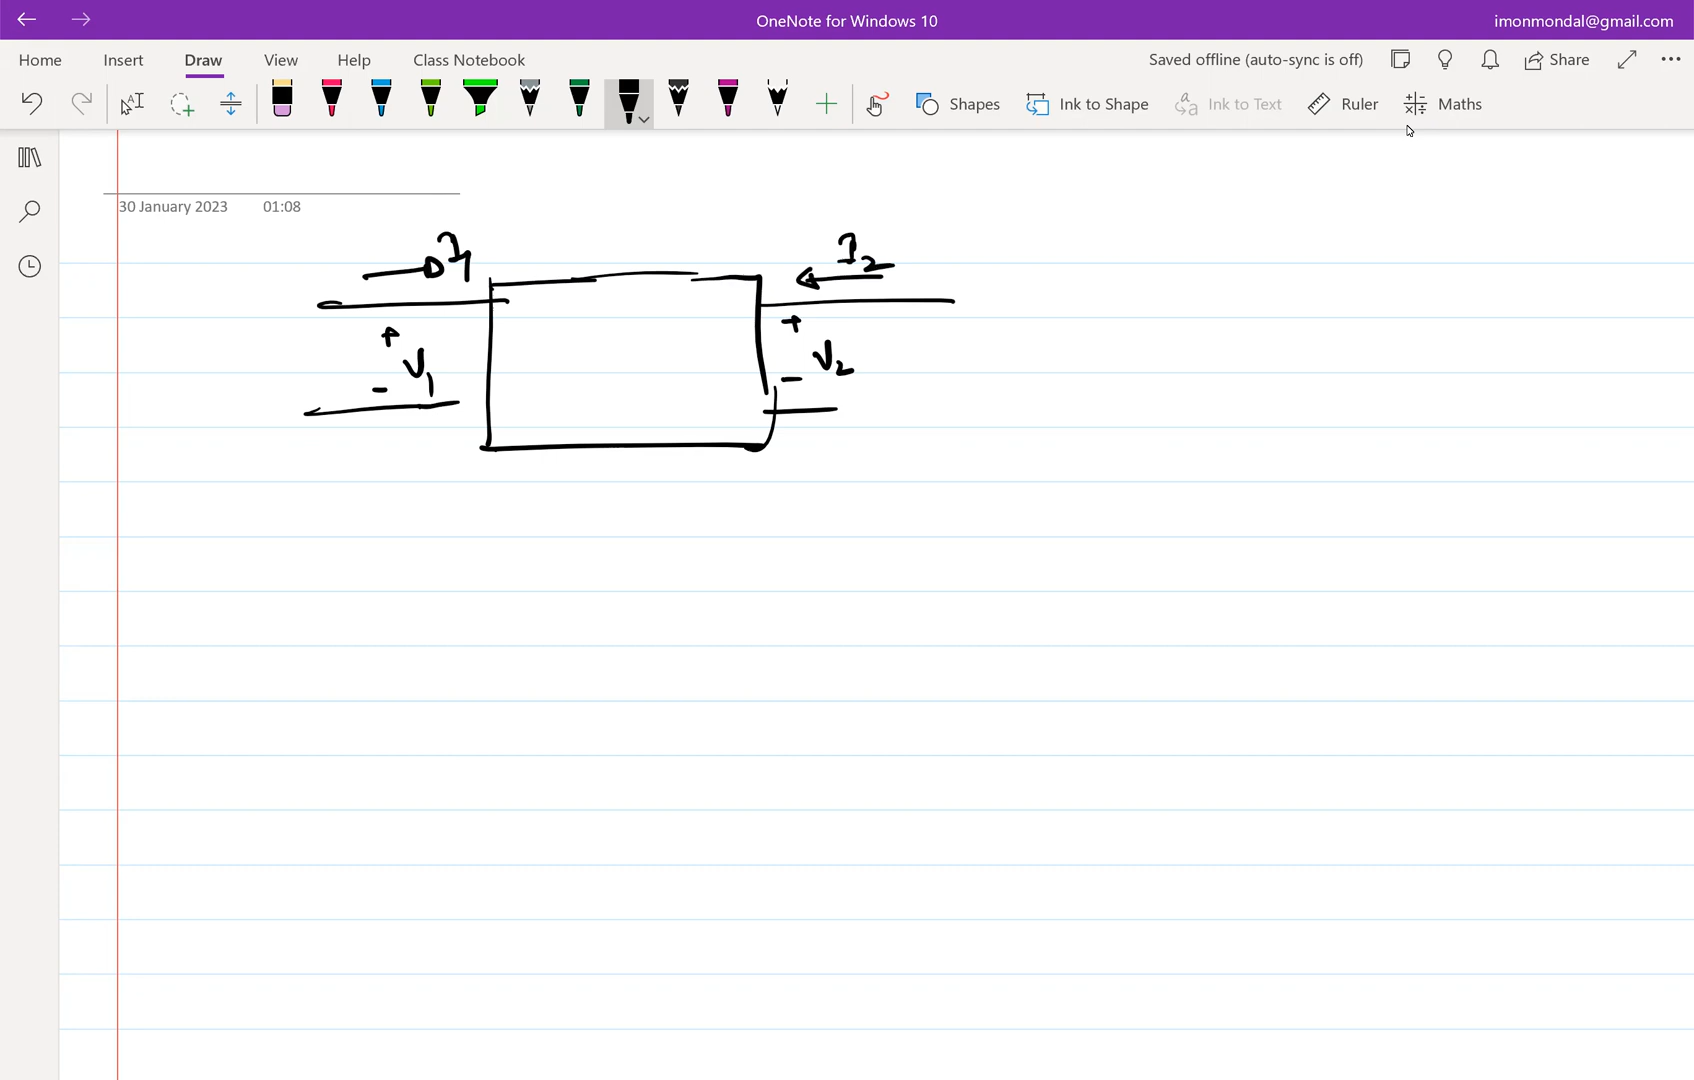 OneNote for Windows 10
imonmondal@gmail.com
Home Insert Draw View Help Class Notebook
Saved offline (auto-sync is off) Share
Shapes Ink to Shape Ink to Text Ruler Maths
30 January 2023 01:08
I1 I2
+ +
V1 V2
- -